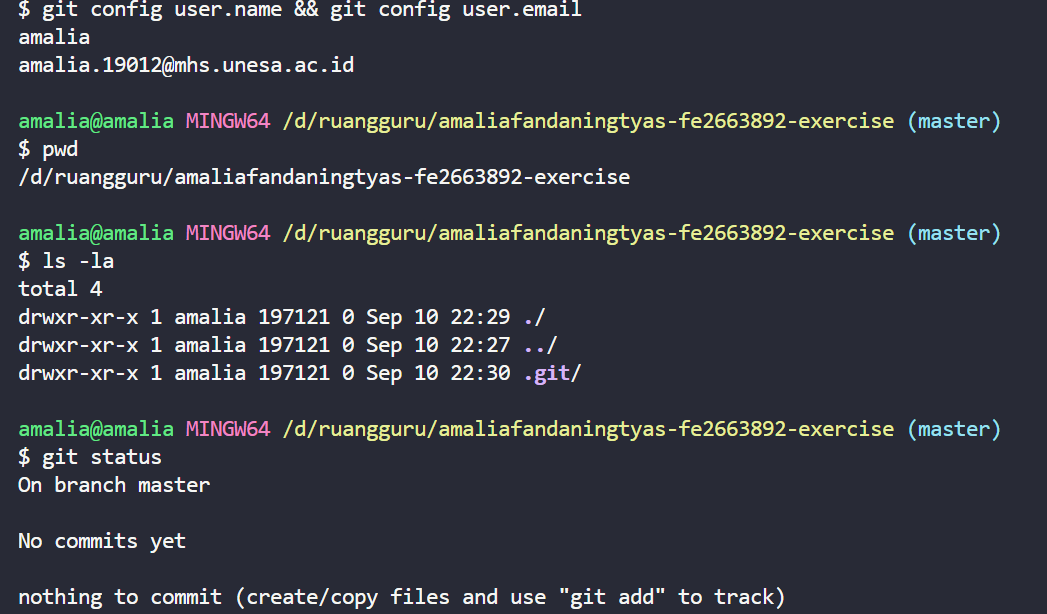 $ git config user.name && git config user.email
amalia
amalia.19012@mhs.unesa.ac.id
amalia@amalia MINGW64 /d/ruangguru/amaliafandaningtyas-fe2663892-exercise (master)
$ pwd
/d/ruangguru/amaliafandaningtyas-fe2663892-exercise
amalia@amalia MINGW64 /d/ruangguru/amaliafandaningtyas-fe2663892-exercise (master)
$ ls -la
total 4
drwxr-xr-x 1 amalia 197121 0 Sep 10 22:29 ./
drwxr-xr-x 1 amalia 197121 0 Sep 10 22:27 ../
drwxr-xr-x 1 amalia 197121 0 Sep 10 22:30 .git/
amalia@amalia MINGW64 /d/ruangguru/amaliafandaningtyas-fe2663892-exercise (master)
$ git status
On branch master
No commits yet
nothing to commit (create/copy files and use "git add" to track)